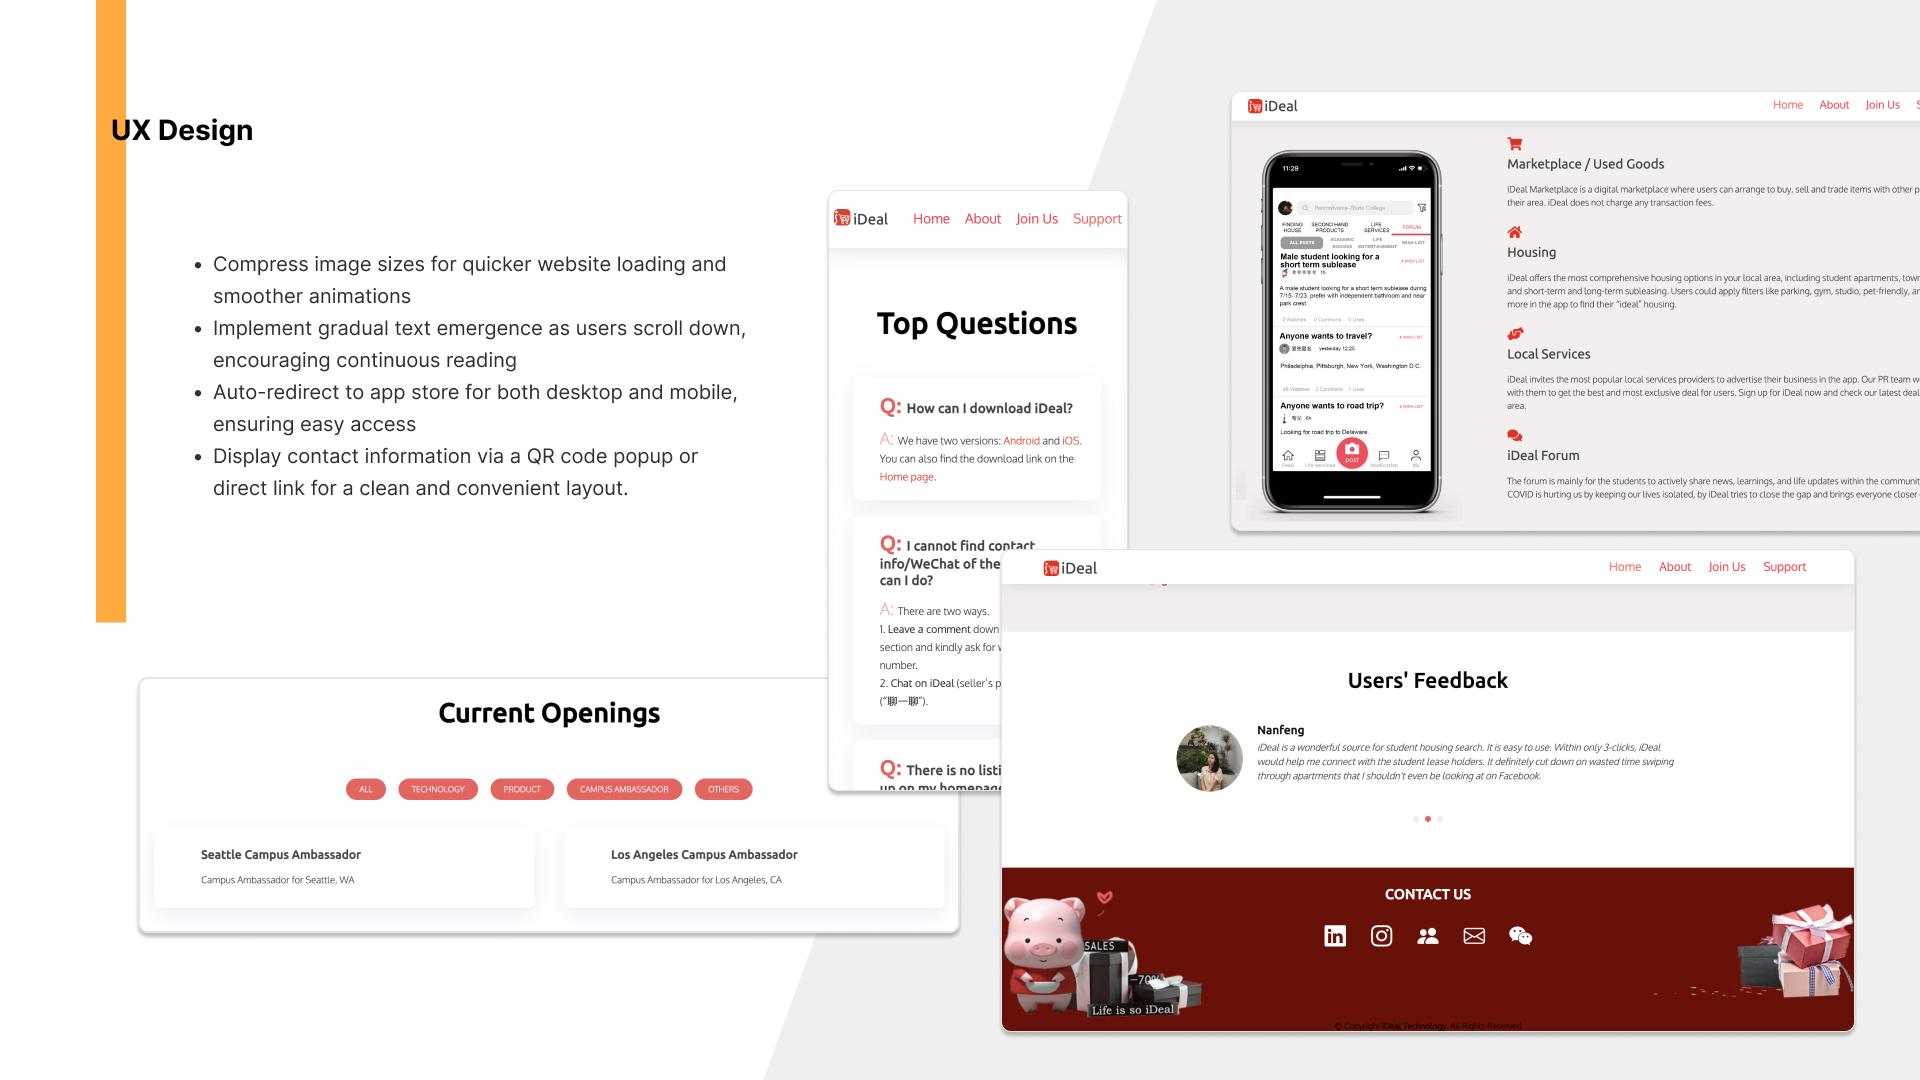 UX Design
Compress image sizes for quicker website loading and
smoother animations
Implement gradual text emergence as users scroll down,
encouraging continuous reading
Auto-redirect to app store for both desktop and mobile,
ensuring easy access
Display contact information via a QR code popup or
direct link for a clean and convenient layout.
Current Openings
ALL TECHNOLOGY PRODUCT CAMPUS AMBASSADOR OTHERS
Seattle Campus Ambassador
Campus Ambassador for Seattle, WA
Los Angeles Campus Ambassador
Campus Ambassador for Los Angeles, CA
iDeal Home About Join Us Support
Top Questions
Q: How can I download iDeal?
A: We have two versions: Android and iOS.
You can also find the download link on the
Home page.
Q: I cannot find contact
info/WeChat of the
can I do?
A: There are two ways.
1. Leave a comment down
section and kindly ask for
number.
2. Chat on iDeal (seller's p
("聊一聊").
Q: There is no listi
up on my homepage
iDeal Home About Join Us S
11:29
Pennsylvania-State College
FINDING HOUSE SECOND HAND PRODUCTS LIFE SERVICES FORUM
ALL POSTS ACADEMIC DISCUSS LIFE ENTERTAINMENT WISH LIST
Male student looking for a
short term sublease
# WISH LIST
1h
A male student looking for a short term sublease during
7/15- 7/23. prefer with independent bathroom and near
park crest
2 Watches 0 Commons 0 Likes
Anyone wants to travel?
# WISH LIST
yesterday 12:25
Philadelphia, Pittsburgh, New York, Washington D.C.
48 Watches 2 Commons 1 Likes
Anyone wants to road trip?
# WISH LIST
6h
Looking for road trip to Delaware.
Feed Life services post Notification My
Marketplace / Used Goods
iDeal Marketplace is a digital marketplace where users can arrange to buy, sell and trade items with other p
their area. iDeal does not charge any transaction fees.
Housing
iDeal offers the most comprehensive housing options in your local area, including student apartments, tow
and short-term and long-term subleasing. Users could apply filters like parking, gym, studio, pet-friendly, a
more in the app to find their "ideal" housing.
Local Services
iDeal invites the most popular local services providers to advertise their business in the app. Our PR team w
with them to get the best and most exclusive deal for users. Sign up for iDeal now and check our latest deal
area.
iDeal Forum
The forum is mainly for the students to actively share news, learnings, and life updates within the communit
COVID is hurting us by keeping our lives isolated, by iDeal tries to close the gap and brings everyone closer
iDeal Home About Join Us Support
Users' Feedback
Nanfeng
iDeal is a wonderful source for student housing search. It is easy to use. Within only 3-clicks, iDeal
would help me connect with the student lease holders. It definitely cut down on wasted time swiping
through apartments that I shouldn't even be looking at on Facebook.
CONTACT US
SALES
-70%
Life is so iDeal
© Copyright iDeal Technology. All Rights Reserved